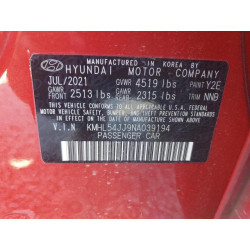 MADE IN KOREA
HYUNDAI MOTOR COMPANY
JUL/2021 GVWR 4519 lbs PAINT Y2E
GAWR FRONT 2513 lbs GAWR REAR 2315 lbs TRIM NNB
THIS VEHICLE CONFORMS TO ALL APPLICABLE U.S. FEDERAL MOTOR VEHICLE SAFETY, BUMPER, AND THEFT PREVENTION STANDARDS IN EFFECT ON THE DATE OF MANUFACTURE SHOWN ABOVE.
V.I.N KMHL54JJ9NA039194
PASSENGER CAR